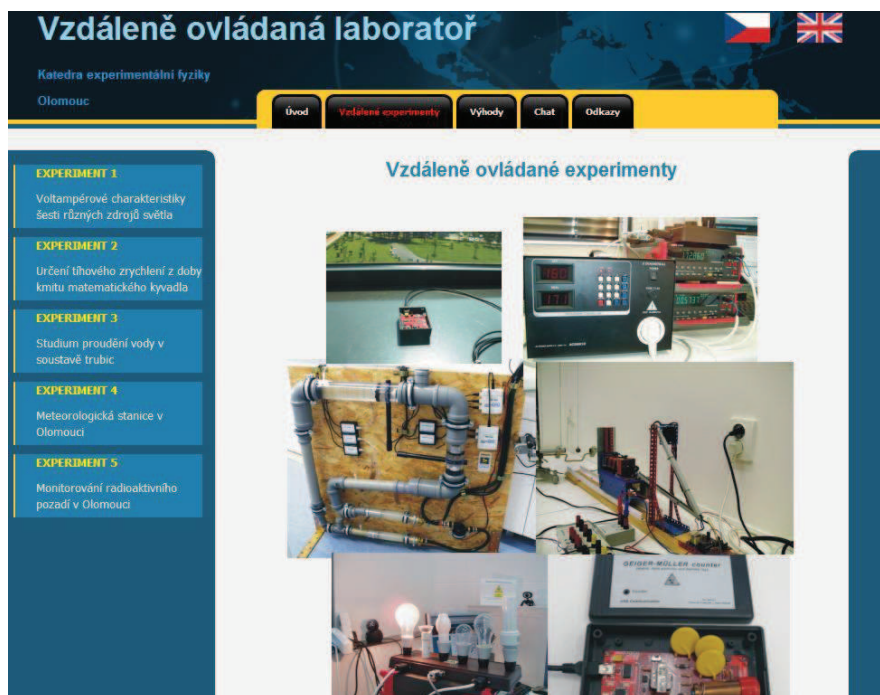 Vzdáleně ovládaná laboratoř
Katedra experimentální fyziky
Olomouc
Úvod
Vzdálené experimenty
Výhody
Chat
Odkazy
EXPERIMENT 1
Voltampérové charakteristiky
šesti různých zdrojů světla
EXPERIMENT 2
Určení tíhového zrychlení z doby
kmitu matematického kyvadla
EXPERIMENT 3
Studium proudění vody v
soustavě trubic
EXPERIMENT 4
Meteorologická stanice v
Olomouci
EXPERIMENT 5
Monitorování radioaktivního
pozadí v Olomouci
Vzdáleně ovládané experimenty
GEIGER-MÜLLER counter